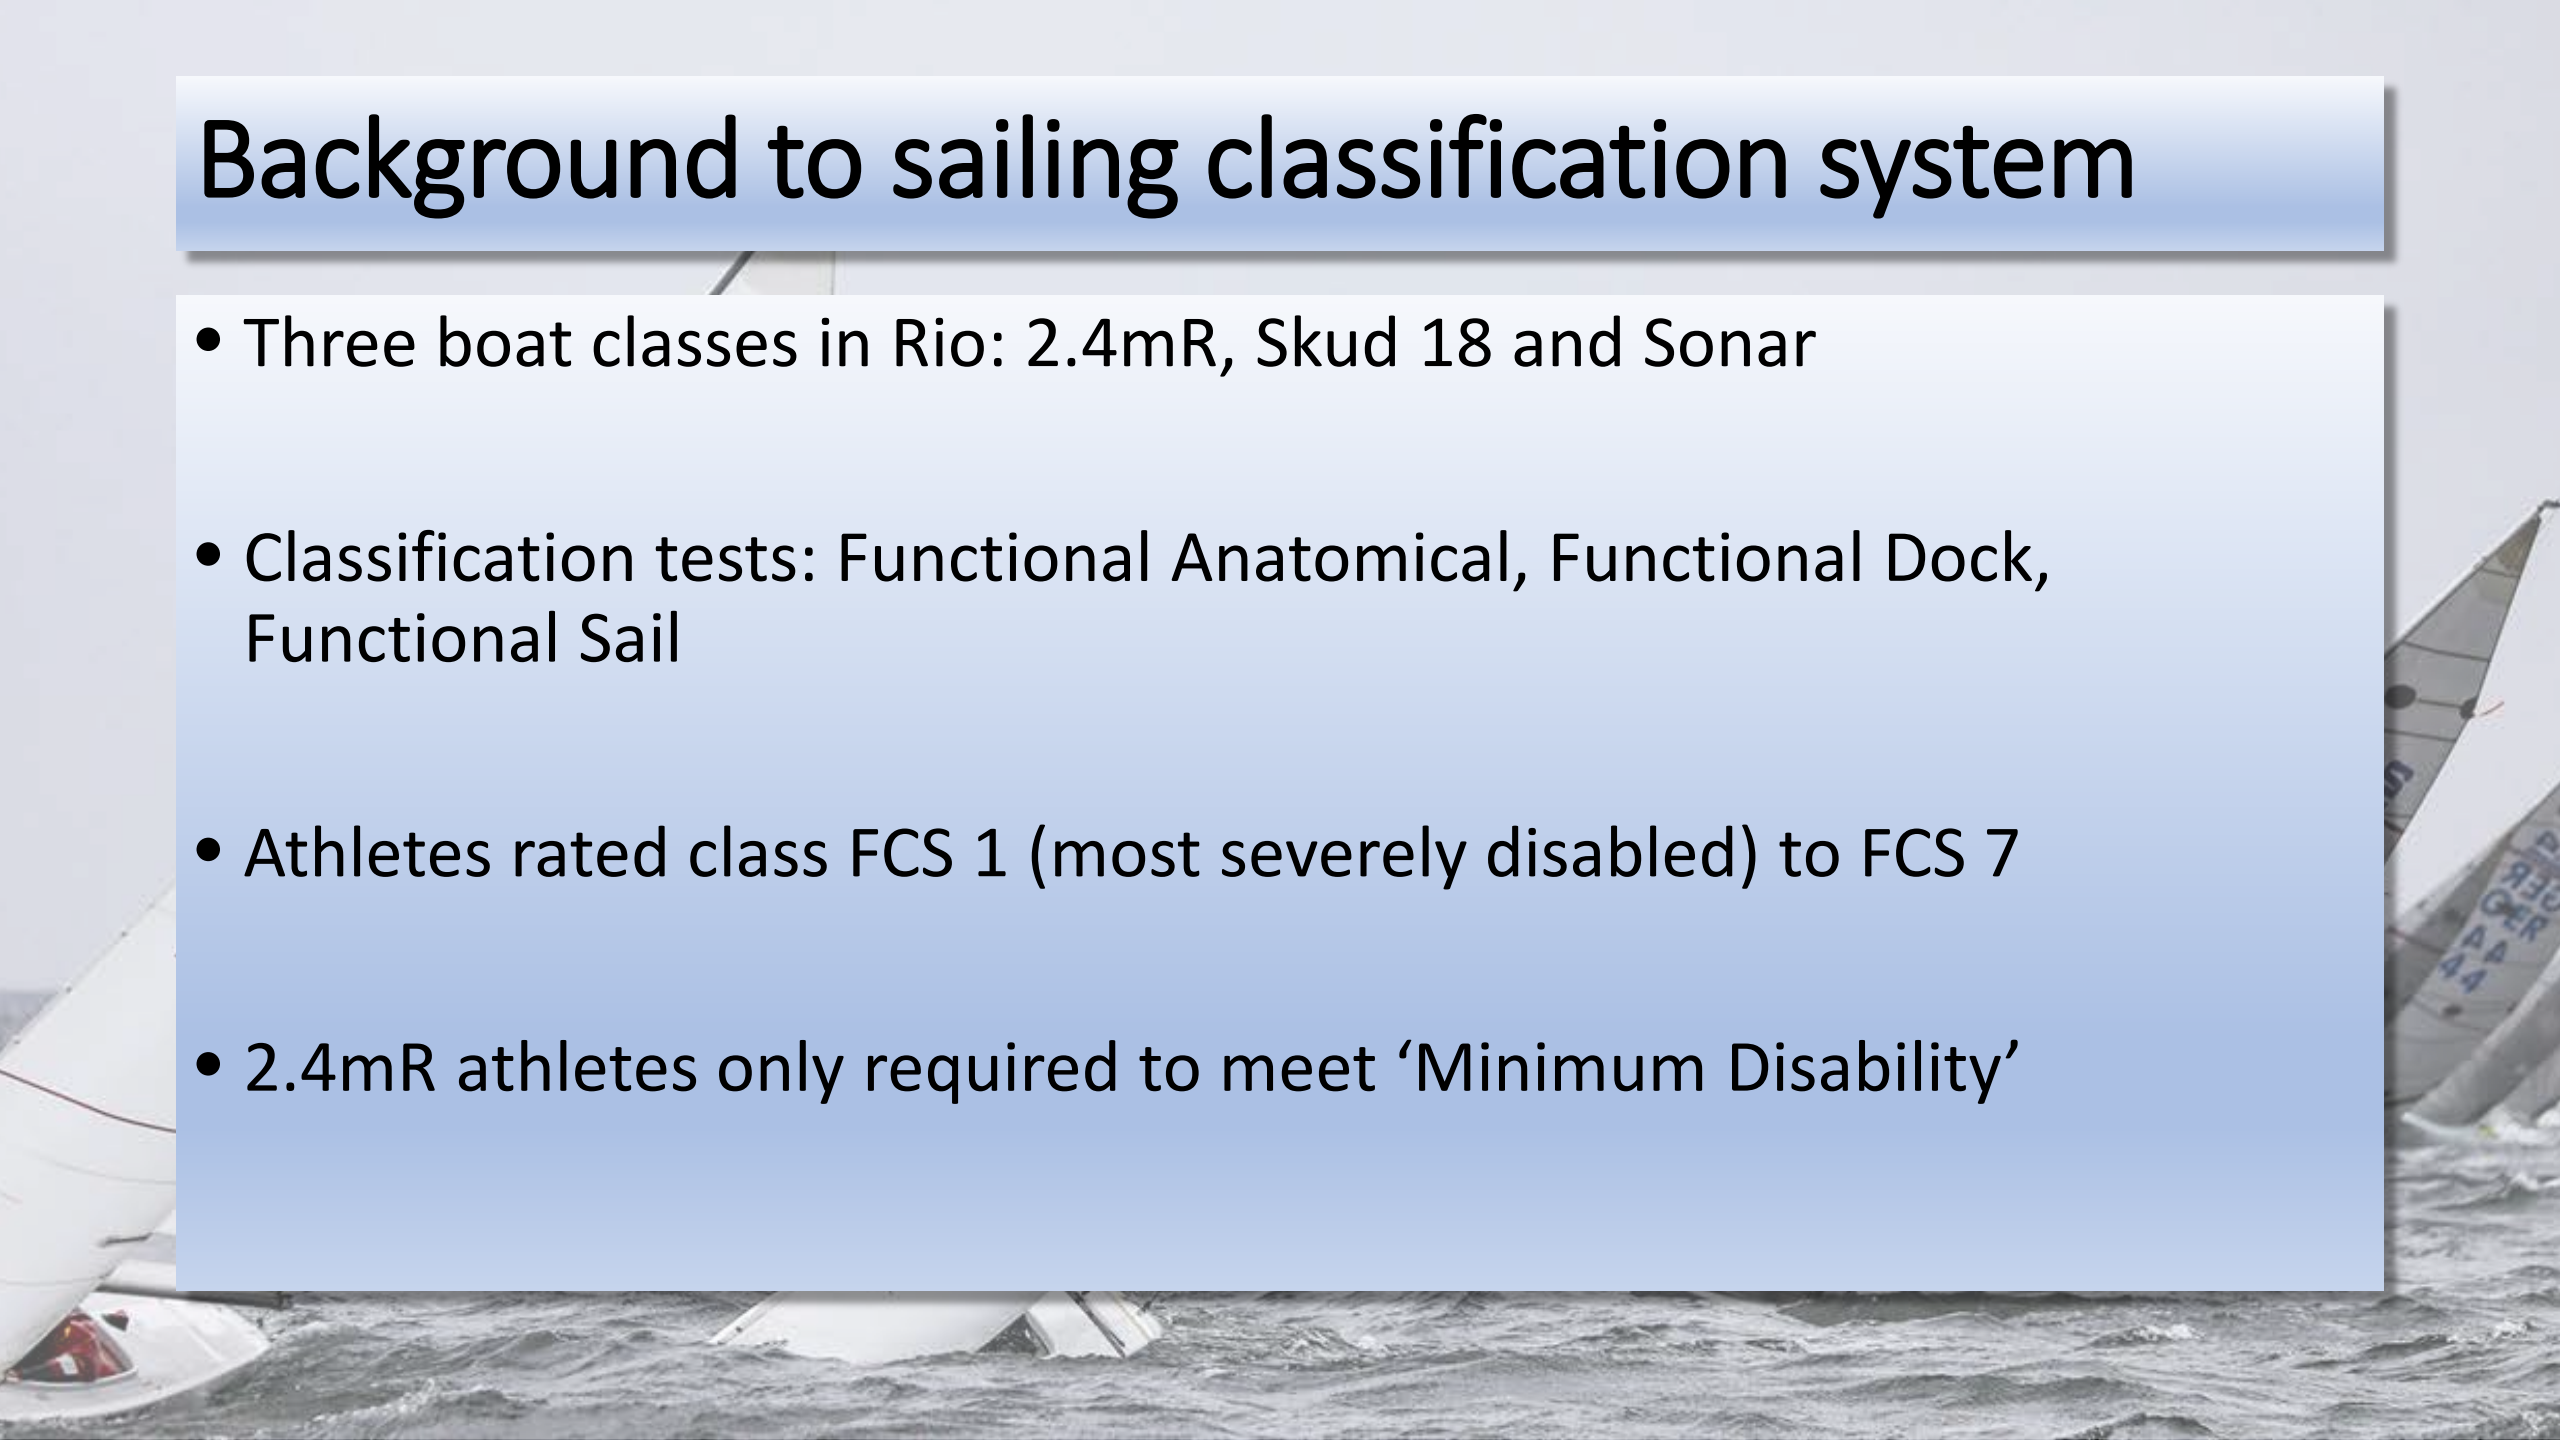 Background to sailing classification system
• Three boat classes in Rio: 2.4mR, Skud 18 and Sonar
• Classification tests: Functional Anatomical, Functional Dock,
Functional Sail
• Athletes rated class FCS 1 (most severely disabled) to FCS 7
• 2.4mR athletes only required to meet ‘Minimum Disability’